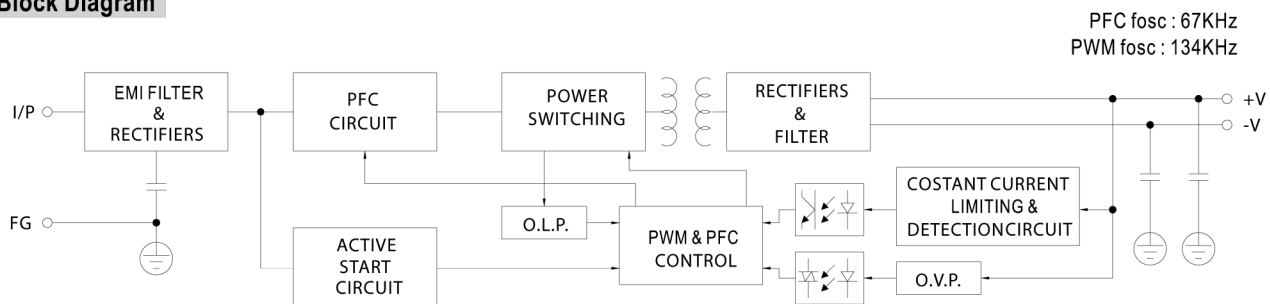 Block Diagram
PFC fosc : 67KHz
PWM fosc : 134KHz
I/P
EMI FILTER
&
RECTIFIERS
PFC
CIRCUIT
POWER
SWITCHING
RECTIFIERS
&
FILTER
+V
-V
FG
O.L.P.
PWM & PFC
CONTROL
COSTANT CURRENT
LIMITING &
DETECTIONCIRCUIT
ACTIVE
START
CIRCUIT
O.V.P.